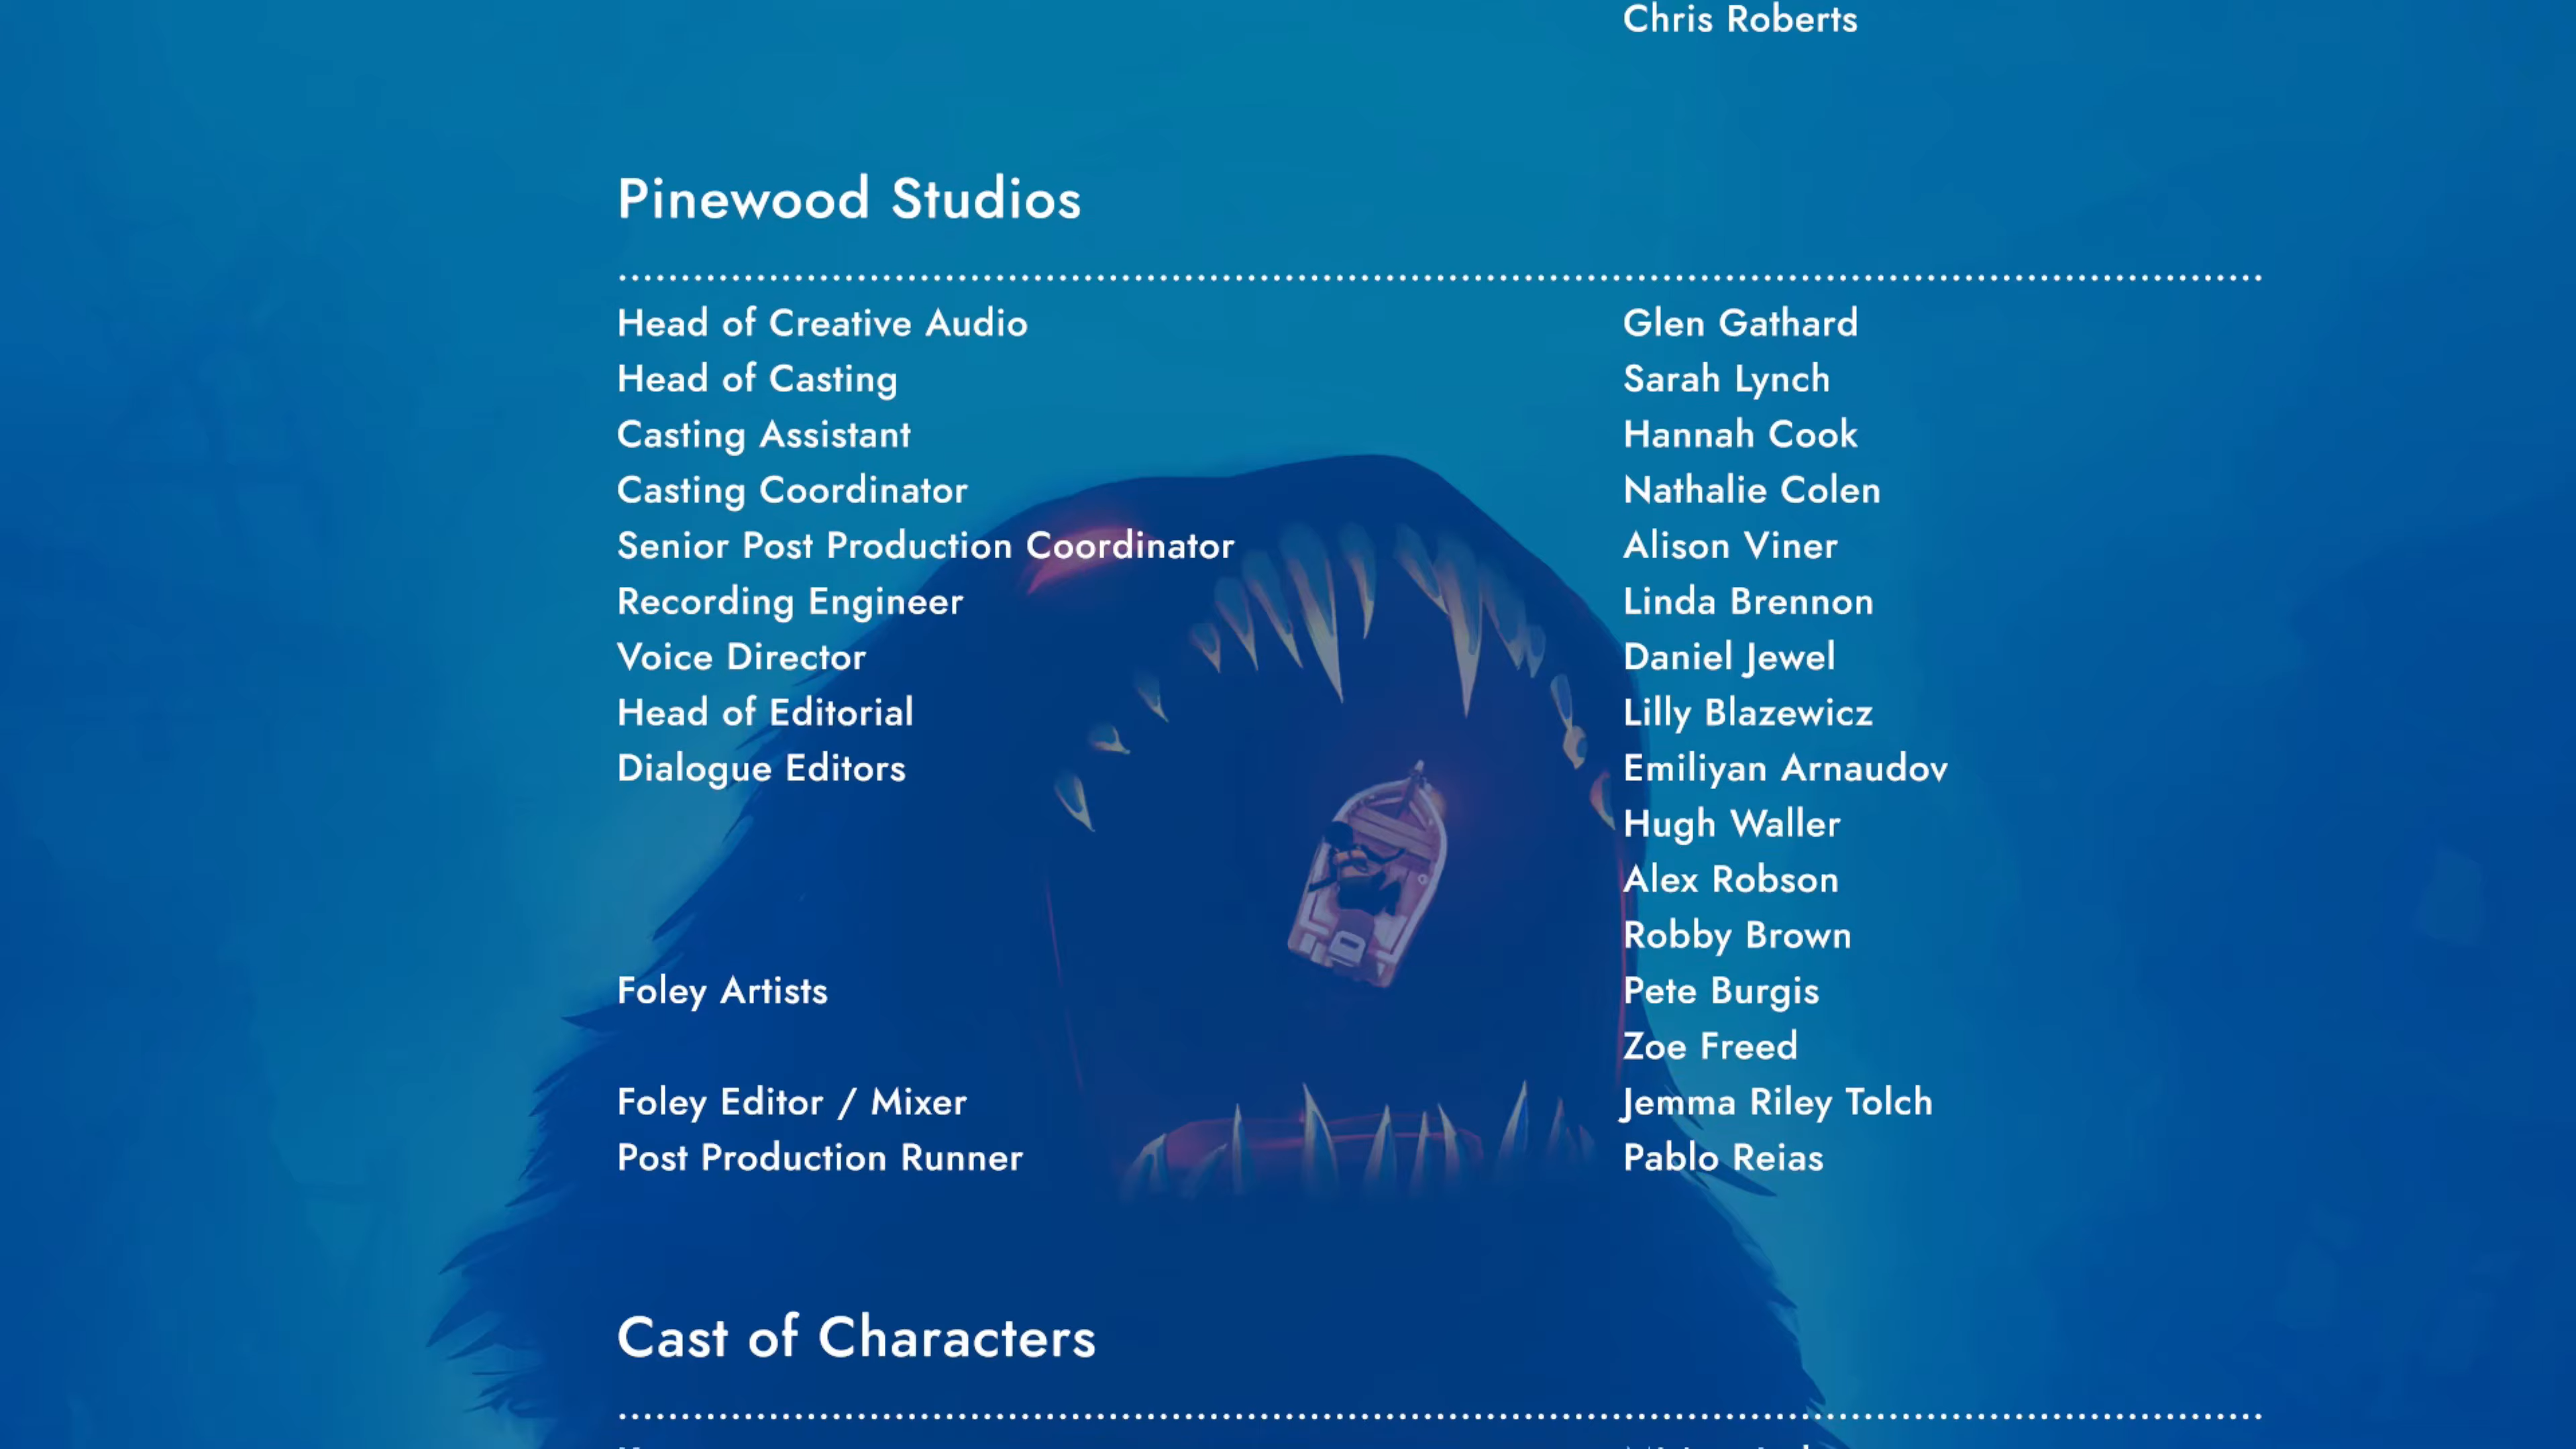 Chris Roberts
Pinewood Studios
Head of Creative Audio Glen Gathard
Head of Casting Sarah Lynch
Casting Assistant Hannah Cook
Casting Coordinator Nathalie Colen
Senior Post Production Coordinator Alison Viner
Recording Engineer Linda Brennon
Voice Director Daniel Jewel
Head of Editorial Lilly Blazewicz
Dialogue Editors Emiliyan Arnaudov
Hugh Waller
Alex Robson
Robby Brown
Foley Artists Pete Burgis
Zoe Freed
Foley Editor / Mixer Jemma Riley Tolch
Post Production Runner Pablo Reias
Cast of Characters